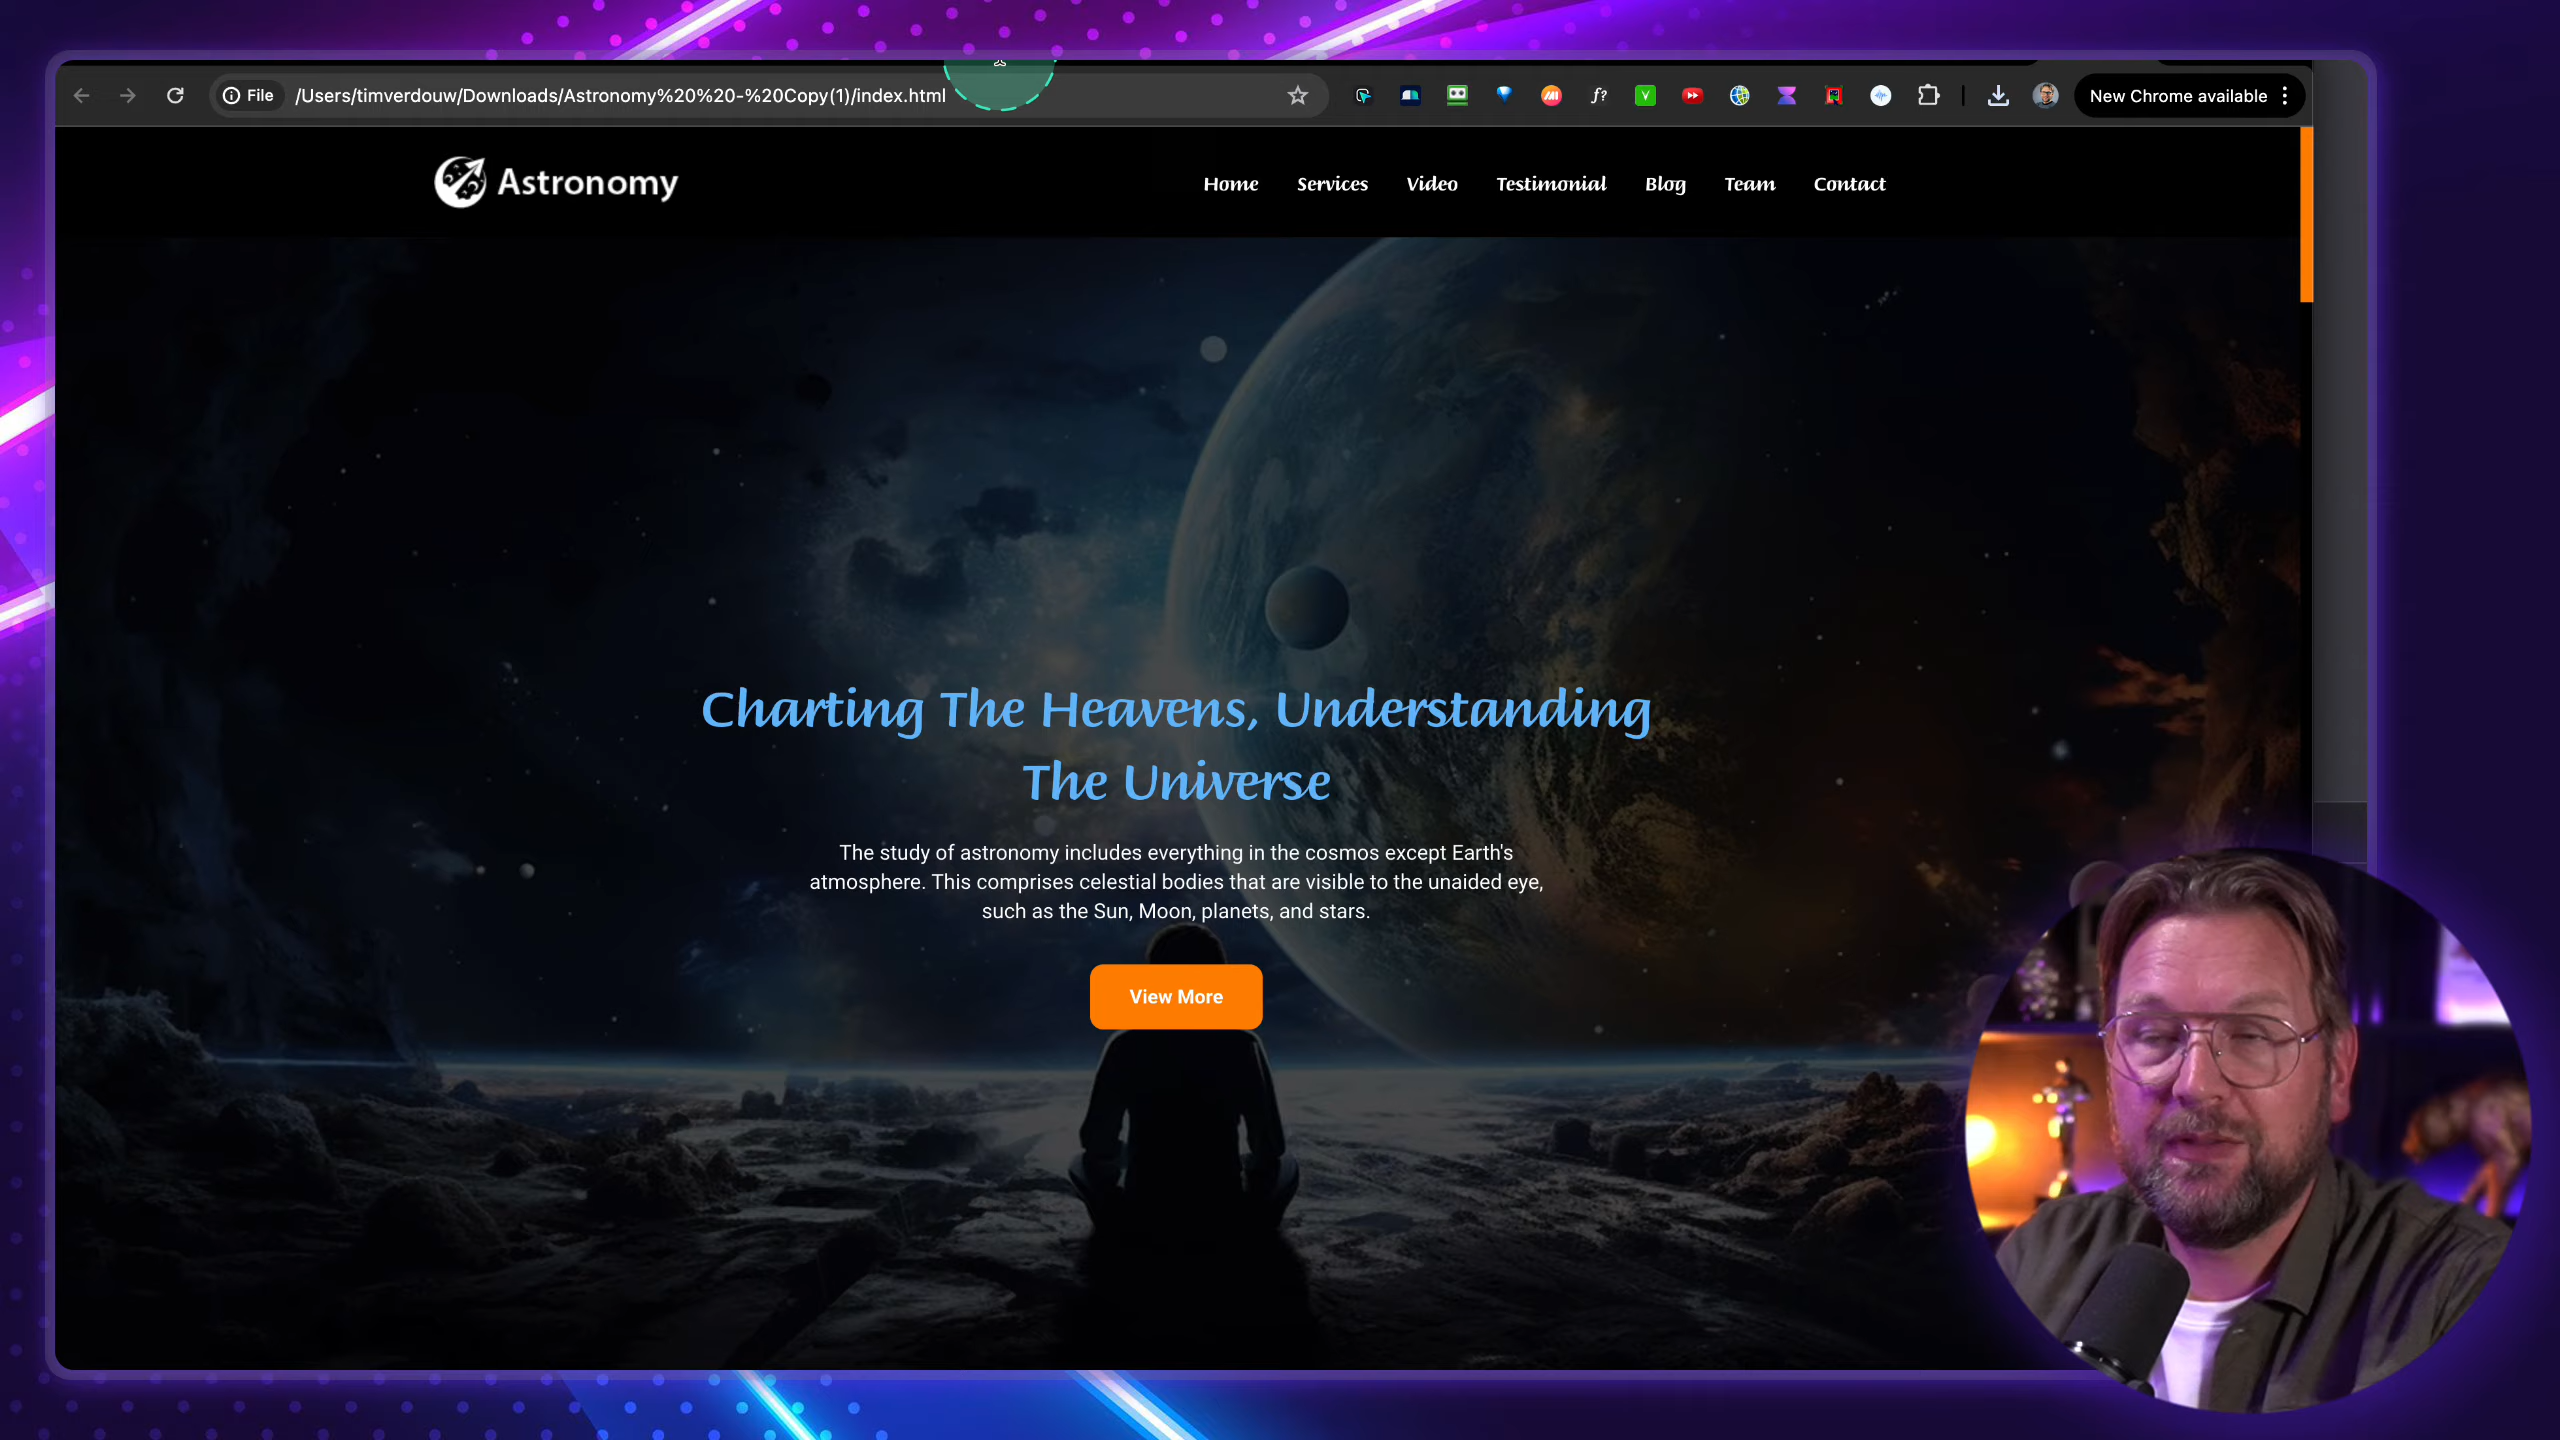 File
/Users/timverdouw/Downloads/Astronomy%20%20-%20Copy(1)/index.html
f?
New Chrome available
Astronomy
Home
Services
Video
Testimonial
Blog
Team
Contact
Charting The Heavens, Understanding
The Universe
The study of astronomy includes everything in the cosmos except Earth's
atmosphere. This comprises celestial bodies that are visible to the unaided eye,
such as the Sun, Moon, planets, and stars.
View More